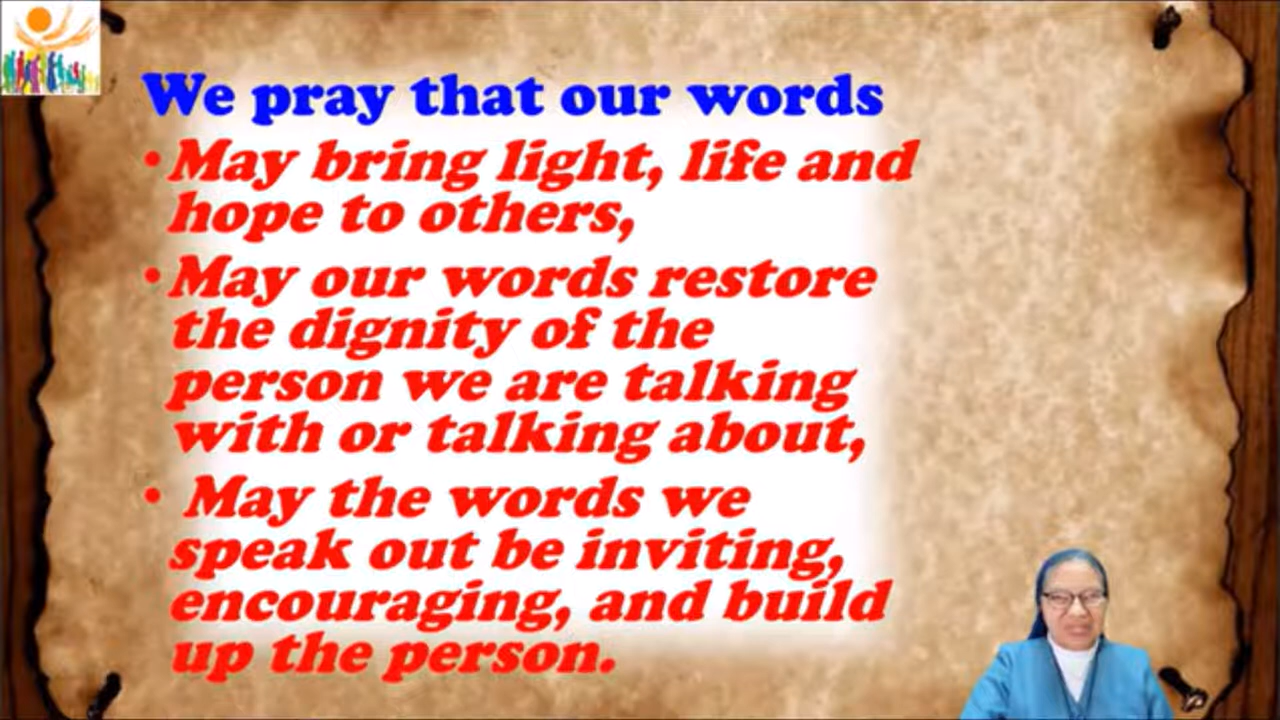 We pray that our words
• May bring light, life and
hope to others,
• May our words restore
the dignity of the
person we are talking
with or talking about,
• May the words we
speak out be inviting,
encouraging, and build
up the person.